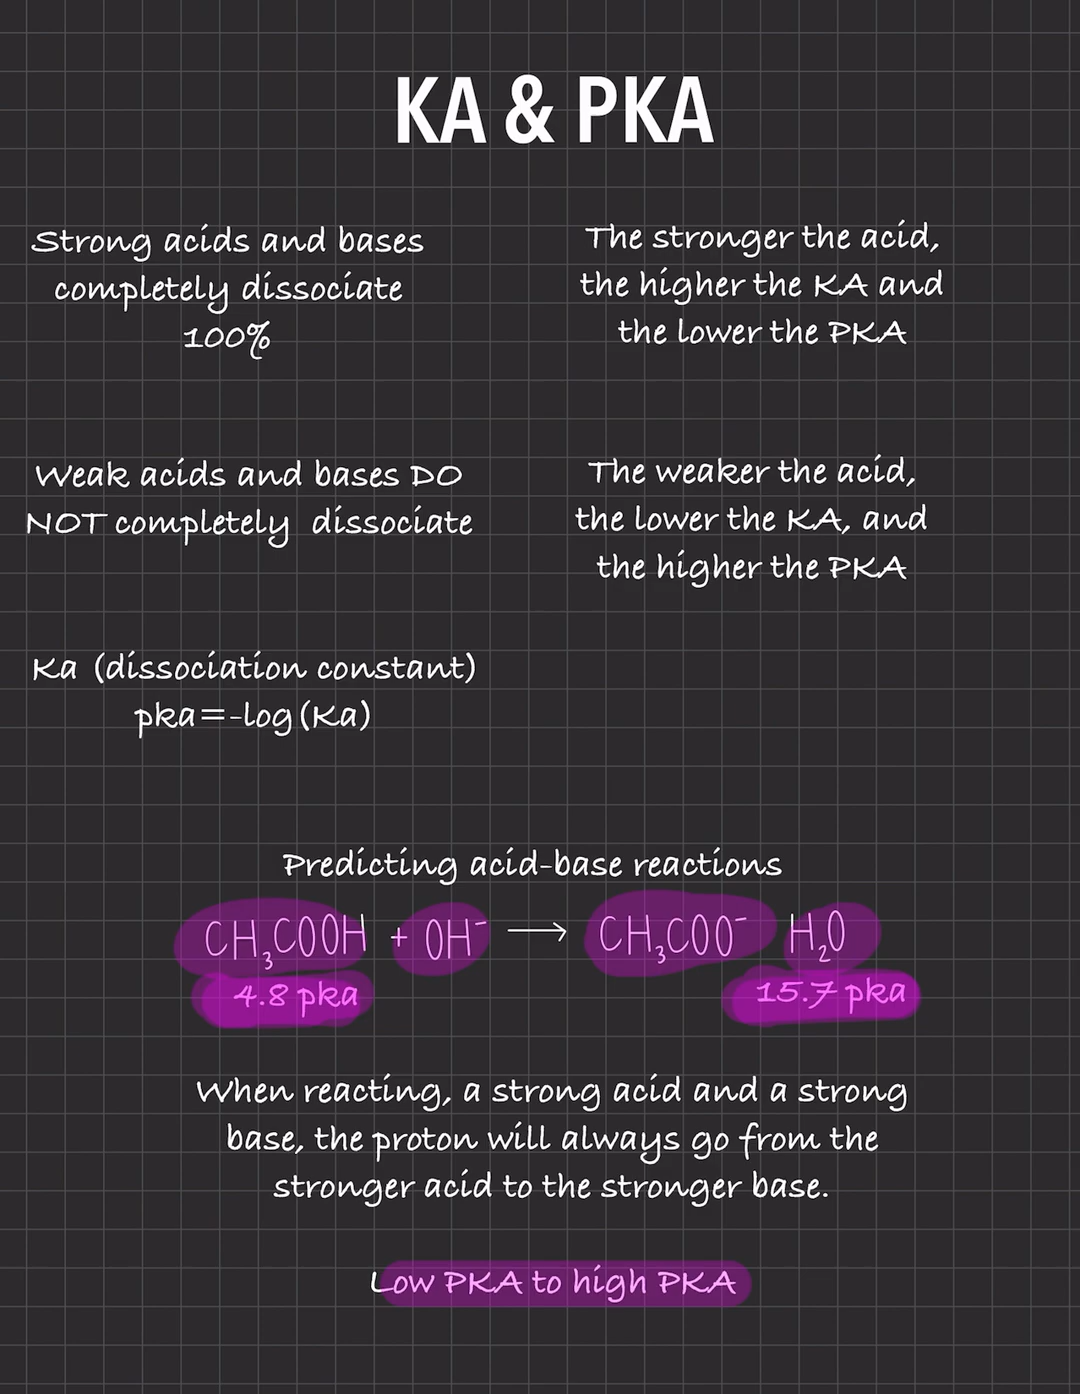 KA & PKA
Strong acids and bases
completely dissociate
100%
The stronger the acid,
the higher the KA and
the lower the PKA
Weak acids and bases DO
NOT completely dissociate
The weaker the acid,
the lower the KA, and
the higher the PKA
Ka (dissociation constant)
pka=-log(Ka)
Predicting acid-base reactions
CH₃COOH + OH⁻ → CH₃COO⁻ H₂O
4.8 pka 15.7 pka
When reacting, a strong acid and a strong
base, the proton will always go from the
stronger acid to the stronger base.
Low PKA to high PKA